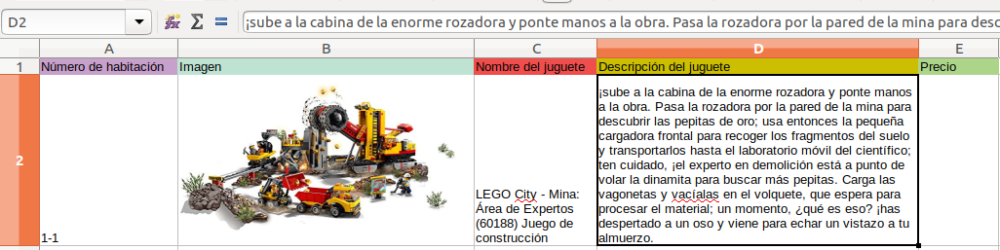 D2
¡sube a la cabina de la enorme rozadora y ponte manos a la obra. Pasa la rozadora por la pared de la mina para desc
A B C D E
1 Número de habitación Imagen Nombre del juguete Descripción del juguete Precio
2
1-1
LEGO City - Mina:
Área de Expertos
(60188) Juego de
construcción
¡sube a la cabina de la enorme rozadora y ponte manos
a la obra. Pasa la rozadora por la pared de la mina para
descubrir las pepitas de oro; usa entonces la pequeña
cargadora frontal para recoger los fragmentos del suelo
y transportarlos hasta el laboratorio móvil del científico;
ten cuidado, ¡el experto en demolición está a punto de
volar la dinamita para buscar más pepitas. Carga las
vagonetas y vacíalas en el volquete, que espera para
procesar el material; un momento, ¿qué es eso? ¡has
despertado a un oso y viene para echar un vistazo a tu
almuerzo.